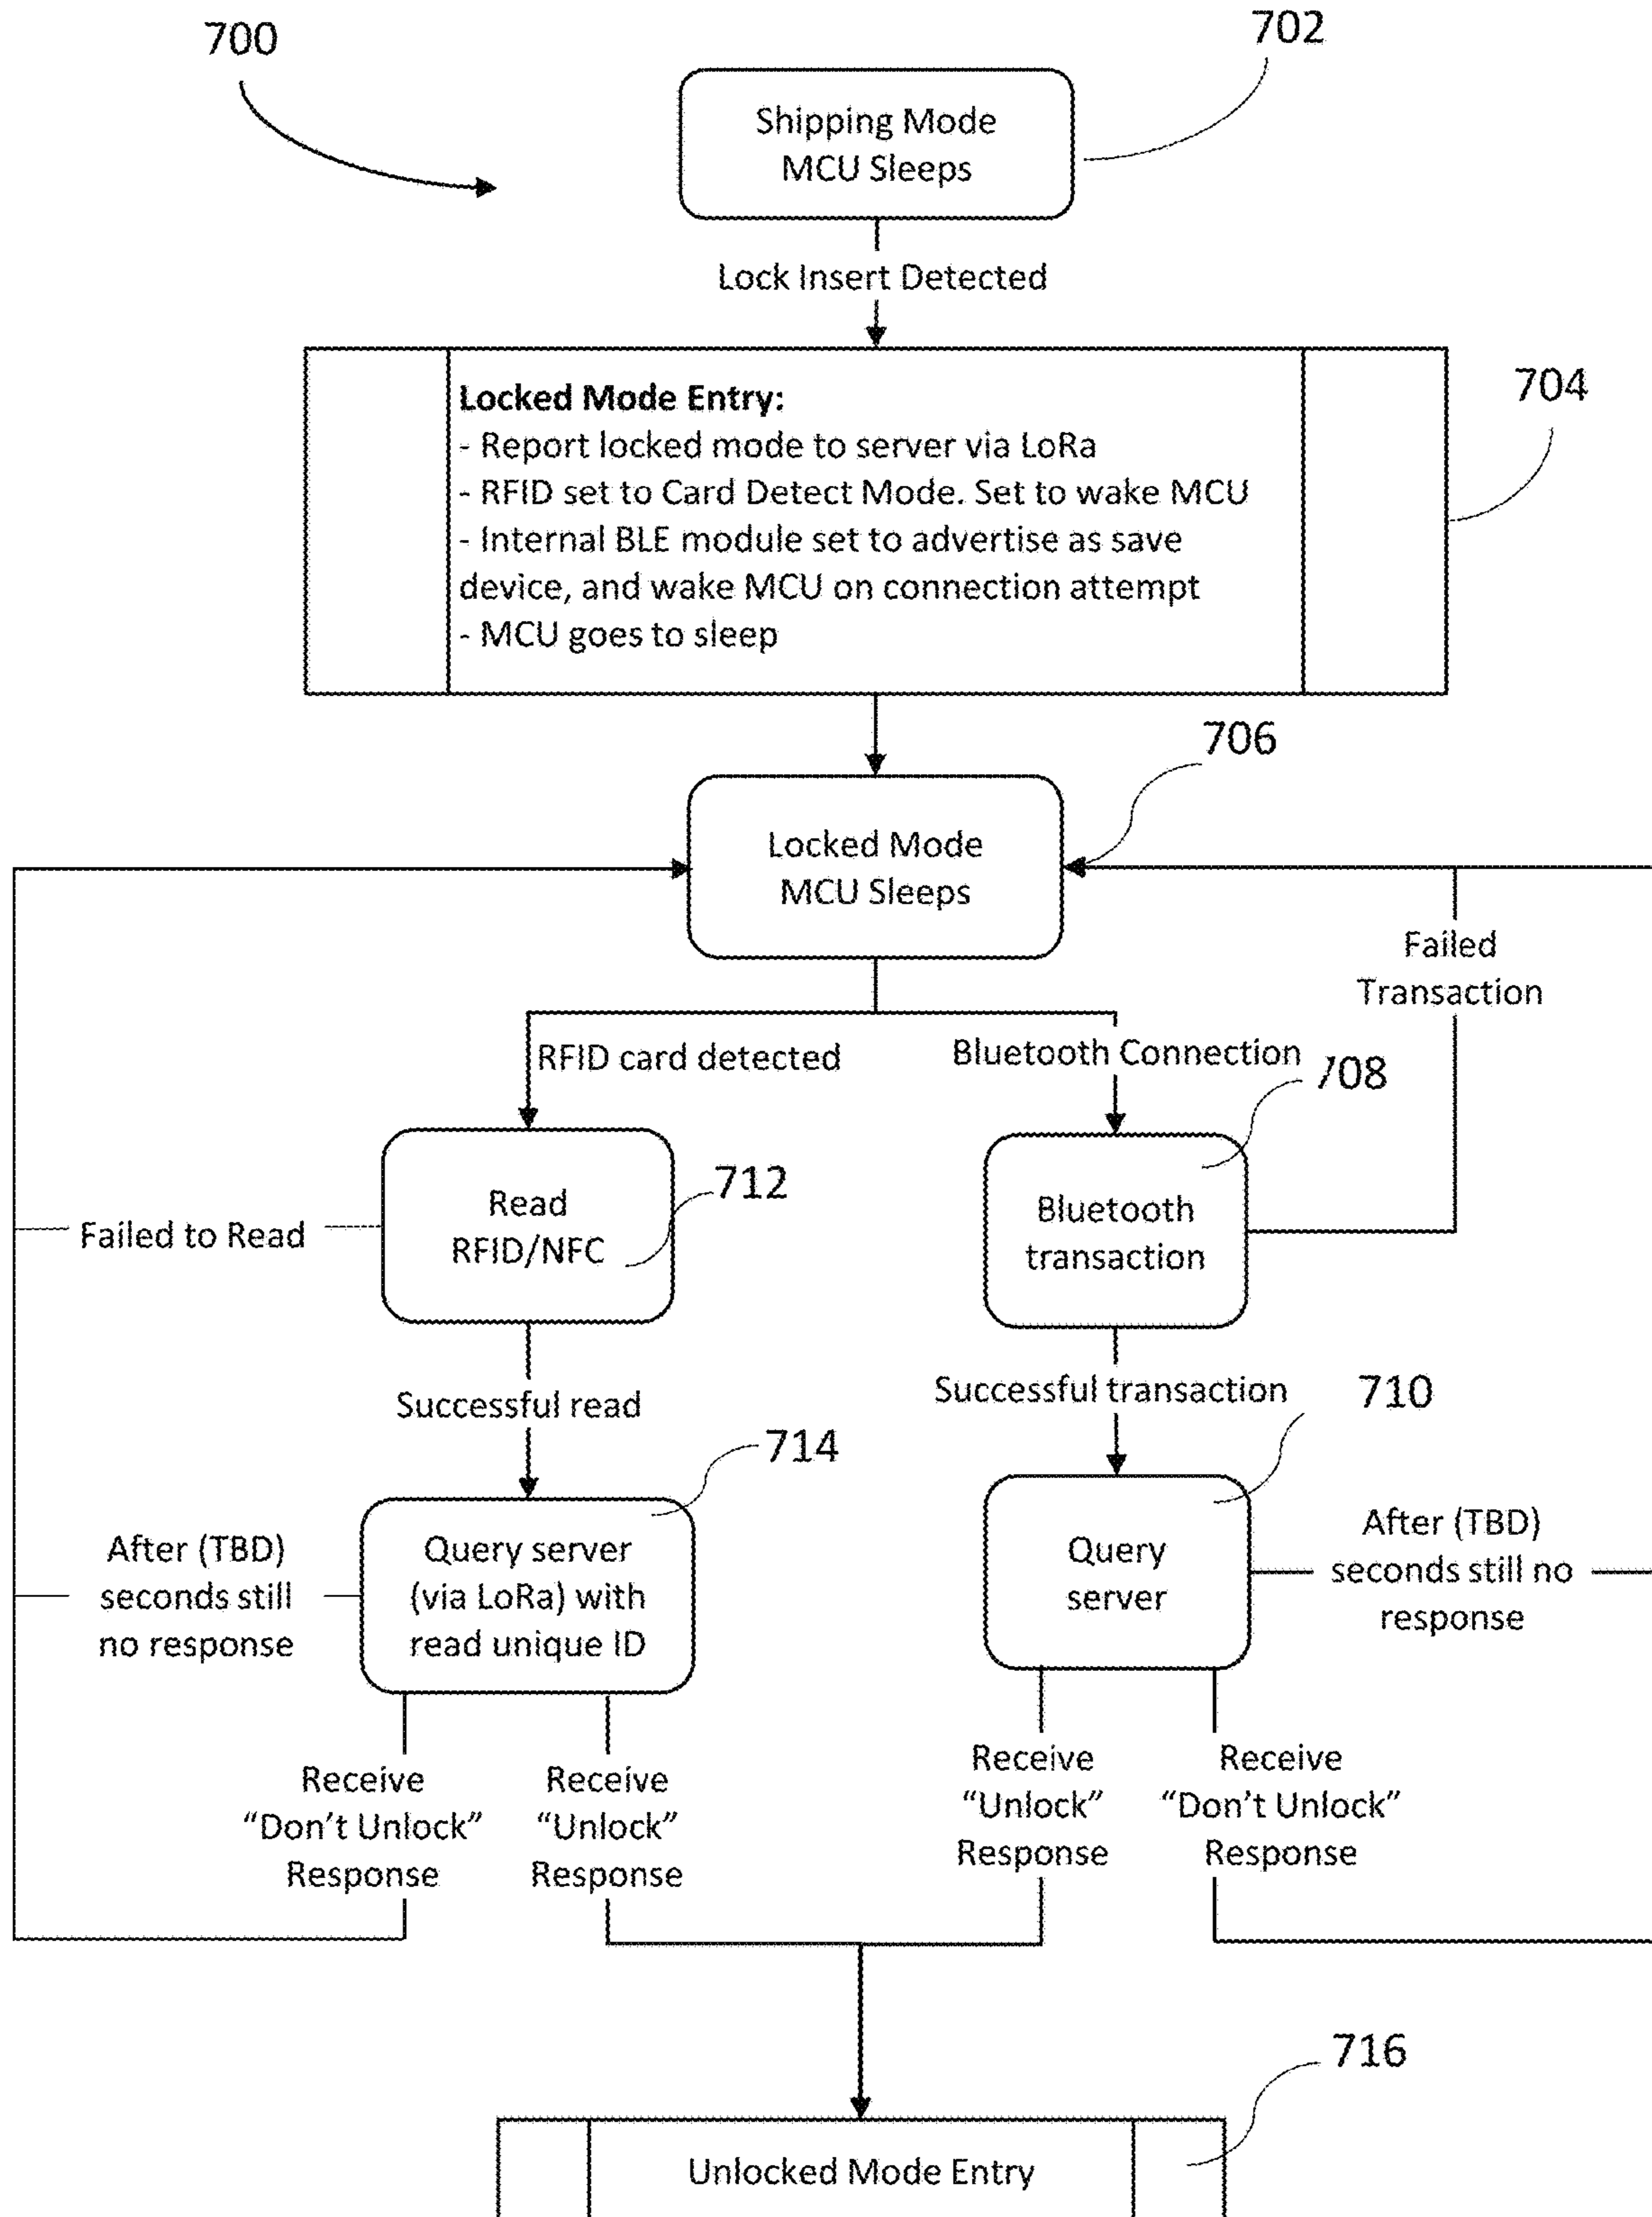 700
702
Shipping Mode
MCU Sleeps
Lock Insert Detected
704
Locked Mode Entry:
- Report locked mode to server via LoRa
- RFID set to Card Detect Mode. Set to wake MCU
- Internal BLE module set to advertise as save
device, and wake MCU on connection attempt
- MCU goes to sleep
706
Locked Mode
MCU Sleeps
Failed
Transaction
RFID card detected
Bluetooth Connection
708
712
Read
RFID/NFC
Failed to Read
Bluetooth
transaction
Successful read
Successful transaction
710
714
After (TBD)
seconds still
no response
Query server
(via LoRa) with
read unique ID
Query
server
After (TBD)
seconds still no
response
Receive
"Don't Unlock"
Response
Receive
"Unlock"
Response
Receive
"Unlock"
Response
Receive
"Don't Unlock"
Response
716
Unlocked Mode Entry